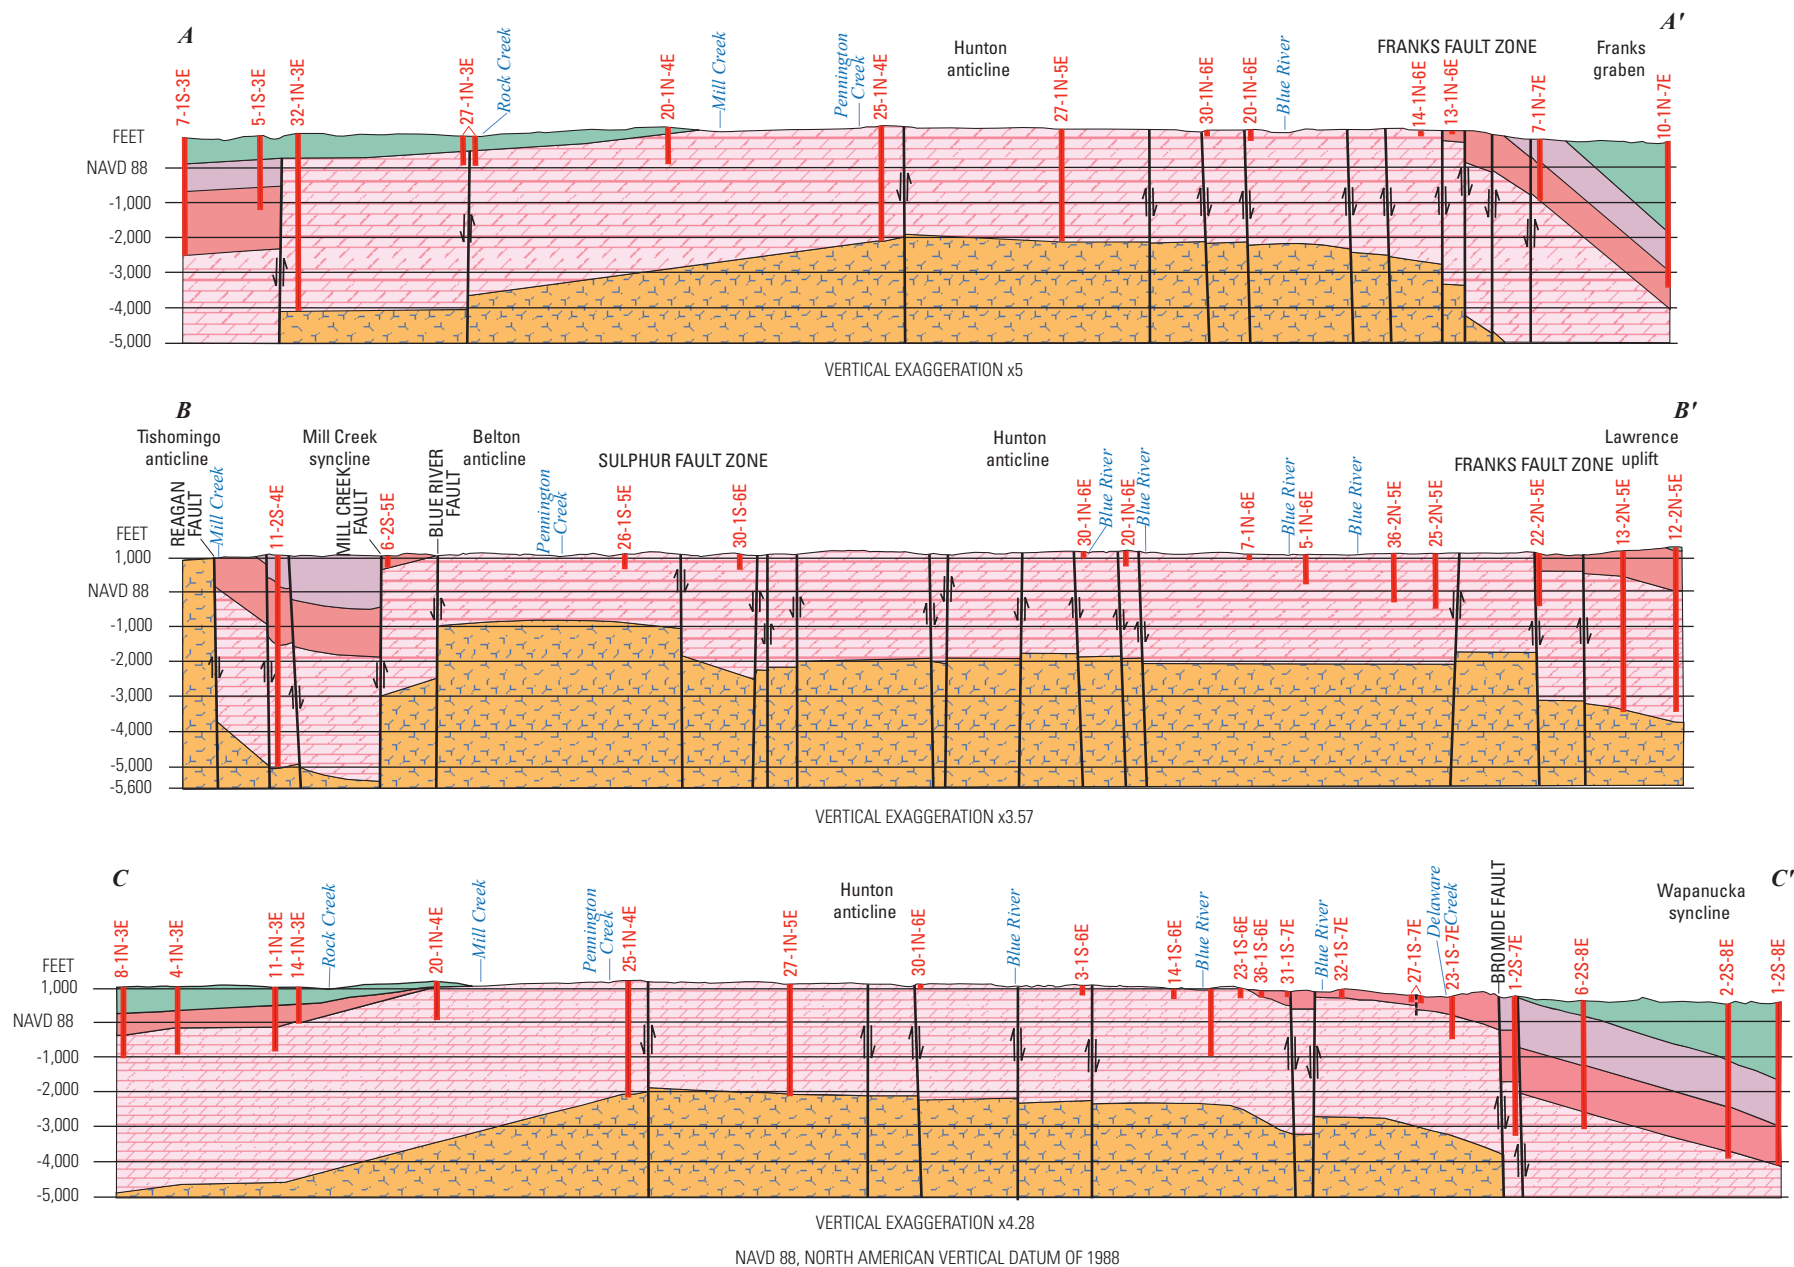 A
A'
Hunton
anticline
FRANKS FAULT ZONE
Franks
graben
7-1S-3E
5-1S-3E
32-1N-3E
27-1N-3E
Rock Creek
20-1N-4E
Mill Creek
Pennington
Creek
25-1N-4E
27-1N-5E
30-1N-6E
20-1N-6E
Blue River
14-1N-6E
13-1N-6E
7-1N-7E
10-1N-7E
FEET
NAVD 88
-1,000
-2,000
-3,000
-4,000
-5,000
VERTICAL EXAGGERATION x5
B
B'
Tishomingo
anticline
Mill Creek
syncline
Belton
anticline
SULPHUR FAULT ZONE
Hunton
anticline
FRANKS FAULT ZONE
Lawrence
uplift
REAGAN
FAULT
Mill Creek
11-2S-4E
MILL CREEK
FAULT
6-2S-5E
BLUE RIVER
FAULT
Pennington
Creek
26-1S-5E
30-1S-6E
30-1N-6E
Blue River
20-1N-6E
Blue River
7-1N-6E
Blue River
5-1N-6E
Blue River
36-2N-5E
25-2N-5E
22-2N-5E
13-2N-5E
12-2N-5E
FEET
1,000
NAVD 88
-1,000
-2,000
-3,000
-4,000
-5,000
-5,600
VERTICAL EXAGGERATION x3.57
C
C'
Hunton
anticline
Wapanucka
syncline
8-1N-3E
4-1N-3E
11-1N-3E
14-1N-3E
Rock Creek
20-1N-4E
Mill Creek
Pennington
Creek
25-1N-4E
27-1N-5E
30-1N-6E
Blue River
3-1S-6E
14-1S-6E
Blue River
23-1S-6E
36-1S-6E
31-1S-7E
Blue River
32-1S-7E
27-1S-7E
Delaware
Creek
23-1S-7E
BROMIDE FAULT
1-2S-7E
6-2S-8E
2-2S-8E
1-2S-8E
FEET
1,000
NAVD 88
-1,000
-2,000
-3,000
-4,000
-5,000
VERTICAL EXAGGERATION x4.28
NAVD 88, NORTH AMERICAN VERTICAL DATUM OF 1988